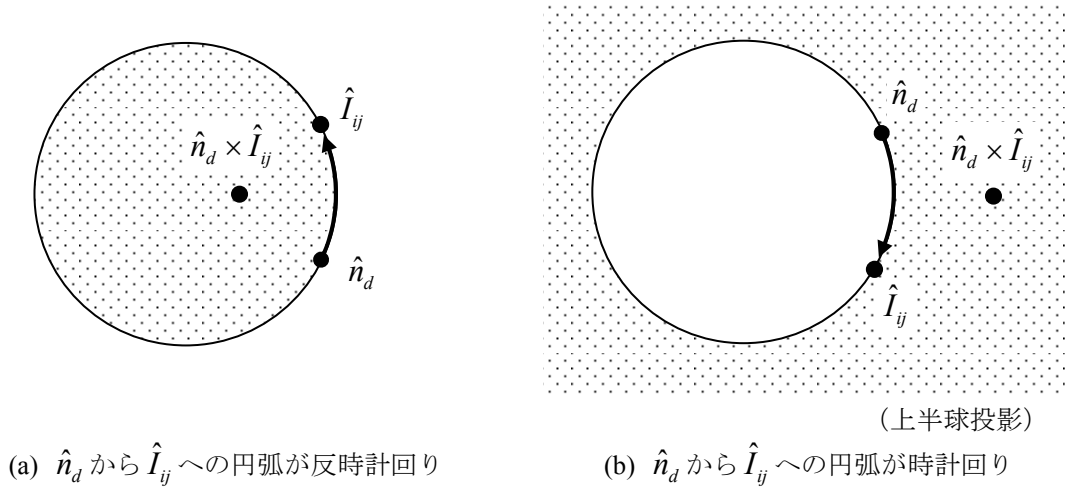 Î_ij
n̂_d × Î_ij
n̂_d
n̂_d
n̂_d × Î_ij
Î_ij
(上半球投影)
(a) n̂_d から Î_ij への円弧が反時計回り
(b) n̂_d から Î_ij への円弧が時計回り